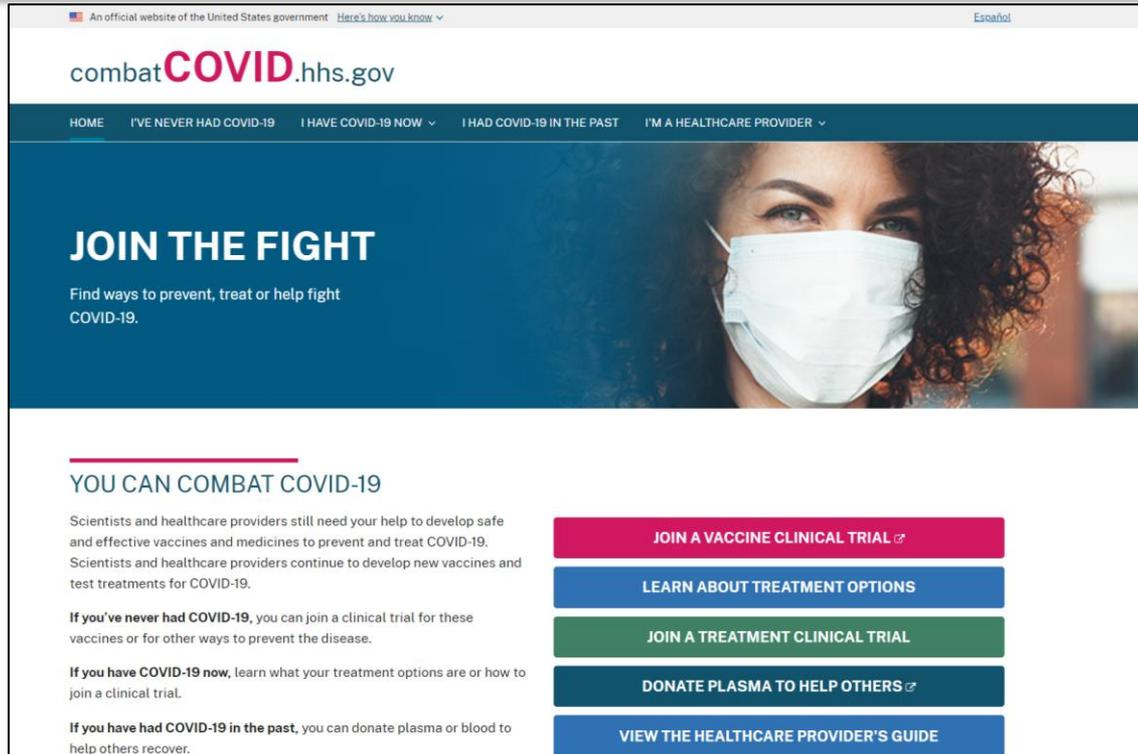 An official website of the United States government Here's how you know
Español
combatCOVID.hhs.gov
HOME I'VE NEVER HAD COVID-19 I HAVE COVID-19 NOW I HAD COVID-19 IN THE PAST I'M A HEALTHCARE PROVIDER
JOIN THE FIGHT
Find ways to prevent, treat or help fight
COVID-19.
YOU CAN COMBAT COVID-19
Scientists and healthcare providers still need your help to develop safe
and effective vaccines and medicines to prevent and treat COVID-19.
Scientists and healthcare providers continue to develop new vaccines and
test treatments for COVID-19.
If you've never had COVID-19, you can join a clinical trial for these
vaccines or for other ways to prevent the disease.
If you have COVID-19 now, learn what your treatment options are or how to
join a clinical trial.
If you have had COVID-19 in the past, you can donate plasma or blood to
help others recover.
JOIN A VACCINE CLINICAL TRIAL
LEARN ABOUT TREATMENT OPTIONS
JOIN A TREATMENT CLINICAL TRIAL
DONATE PLASMA TO HELP OTHERS
VIEW THE HEALTHCARE PROVIDER'S GUIDE